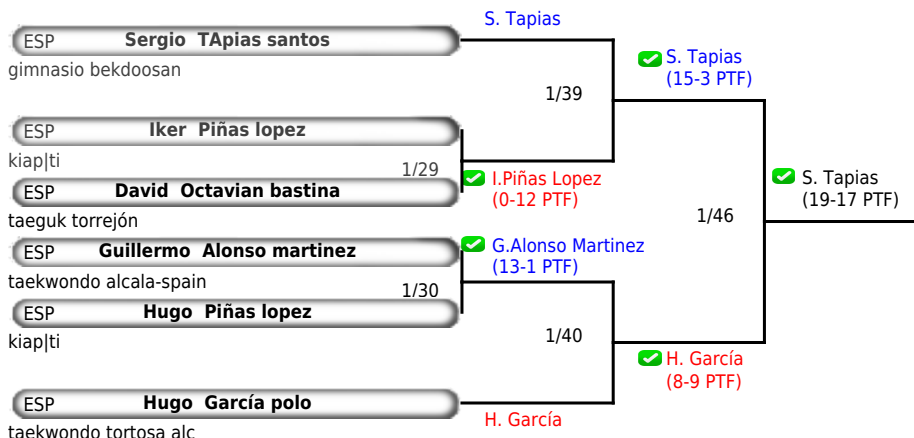 S. Tapias
ESP Sergio TApias santos
gimnasio bekdoosan
S. Tapias
(15-3 PTF)
1/39
ESP Iker Piñas lopez
kiap|ti
1/29
I.Piñas Lopez
(0-12 PTF)
ESP David Octavian bastina
taeguk torrejón
S. Tapias
(19-17 PTF)
1/46
ESP Guillermo Alonso martinez
taekwondo alcala-spain
G.Alonso Martinez
(13-1 PTF)
1/30
ESP Hugo Piñas lopez
kiap|ti
1/40
H. García
(8-9 PTF)
ESP Hugo García polo
taekwondo tortosa alc
H. García